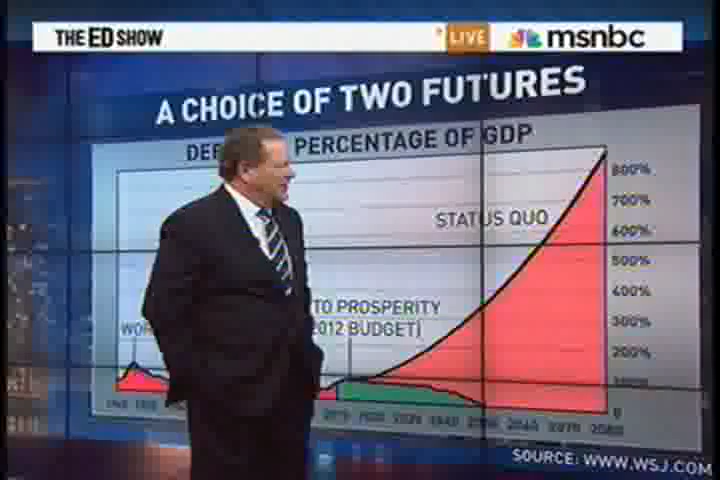 THE ED SHOW
LIVE
msnbc
A CHOICE OF TWO FUTURES
PERCENTAGE OF GDP
800%
700%
STATUS QUO
600%
500%
400%
TO PROSPERITY
300%
2012 BUDGET)
200%
0
SOURCE: WWW.WSJ.COM